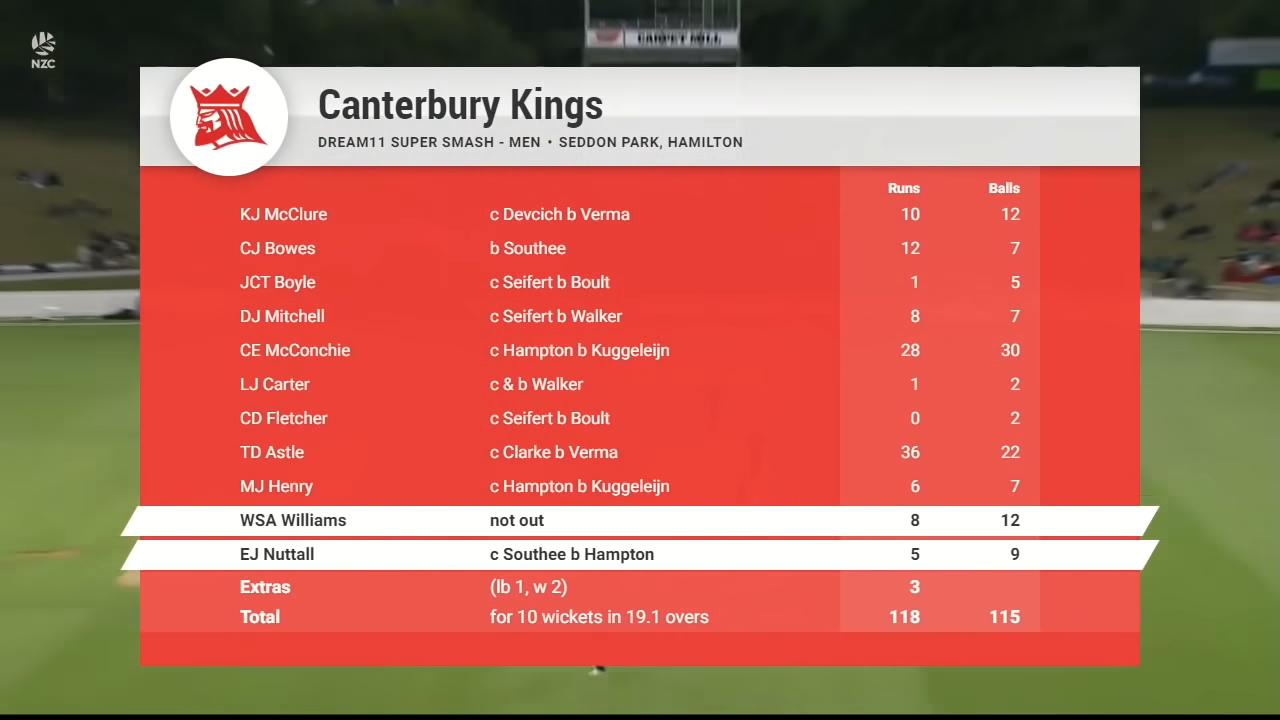 CARPET MILL
NZC
Canterbury Kings
DREAM11 SUPER SMASH - MEN • SEDDON PARK, HAMILTON
Runs Balls
KJ McClure c Devcich b Verma 10 12
CJ Bowes b Southee 12 7
JCT Boyle c Seifert b Boult 1 5
DJ Mitchell c Seifert b Walker 8 7
CE McConchie c Hampton b Kuggeleijn 28 30
LJ Carter c & b Walker 1 2
CD Fletcher c Seifert b Boult 0 2
TD Astle c Clarke b Verma 36 22
MJ Henry c Hampton b Kuggeleijn 6 7
WSA Williams not out 8 12
EJ Nuttall c Southee b Hampton 5 9
Extras (lb 1, w 2) 3
Total for 10 wickets in 19.1 overs 118 115